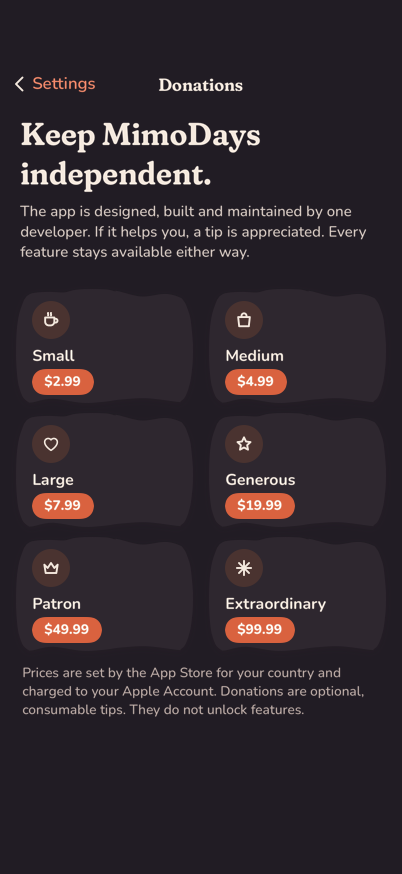 Settings
Donations
Keep MimoDays
independent.
The app is designed, built and maintained by one
developer. If it helps you, a tip is appreciated. Every
feature stays available either way.
Small
$2.99
Medium
$4.99
Large
$7.99
Generous
$19.99
Patron
$49.99
Extraordinary
$99.99
Prices are set by the App Store for your country and
charged to your Apple Account. Donations are optional,
consumable tips. They do not unlock features.